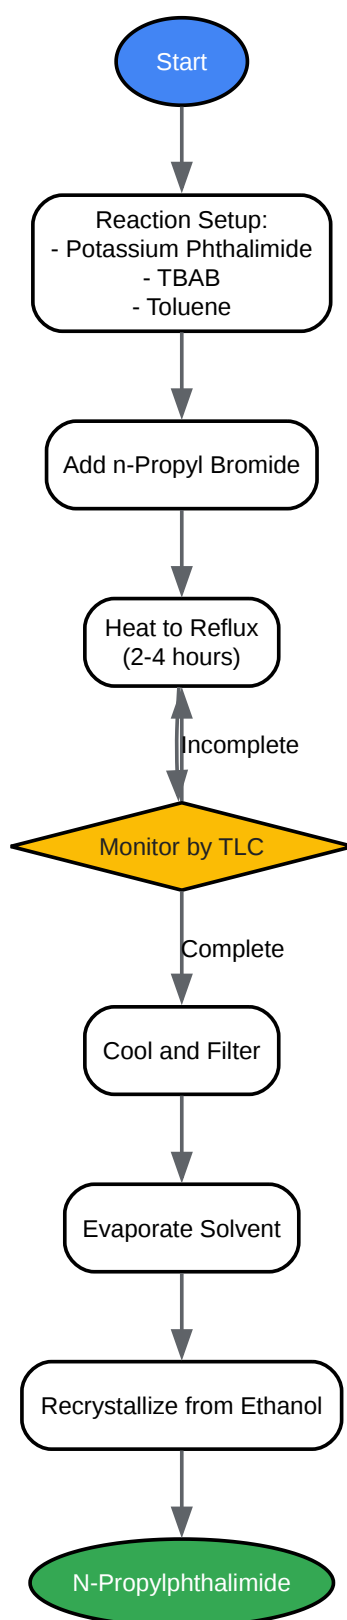 Start
Reaction Setup:
- Potassium Phthalimide
- TBAB
- Toluene
Add n-Propyl Bromide
Heat to Reflux
(2-4 hours)
Incomplete
Monitor by TLC
Complete
Cool and Filter
Evaporate Solvent
Recrystallize from Ethanol
N-Propylphthalimide